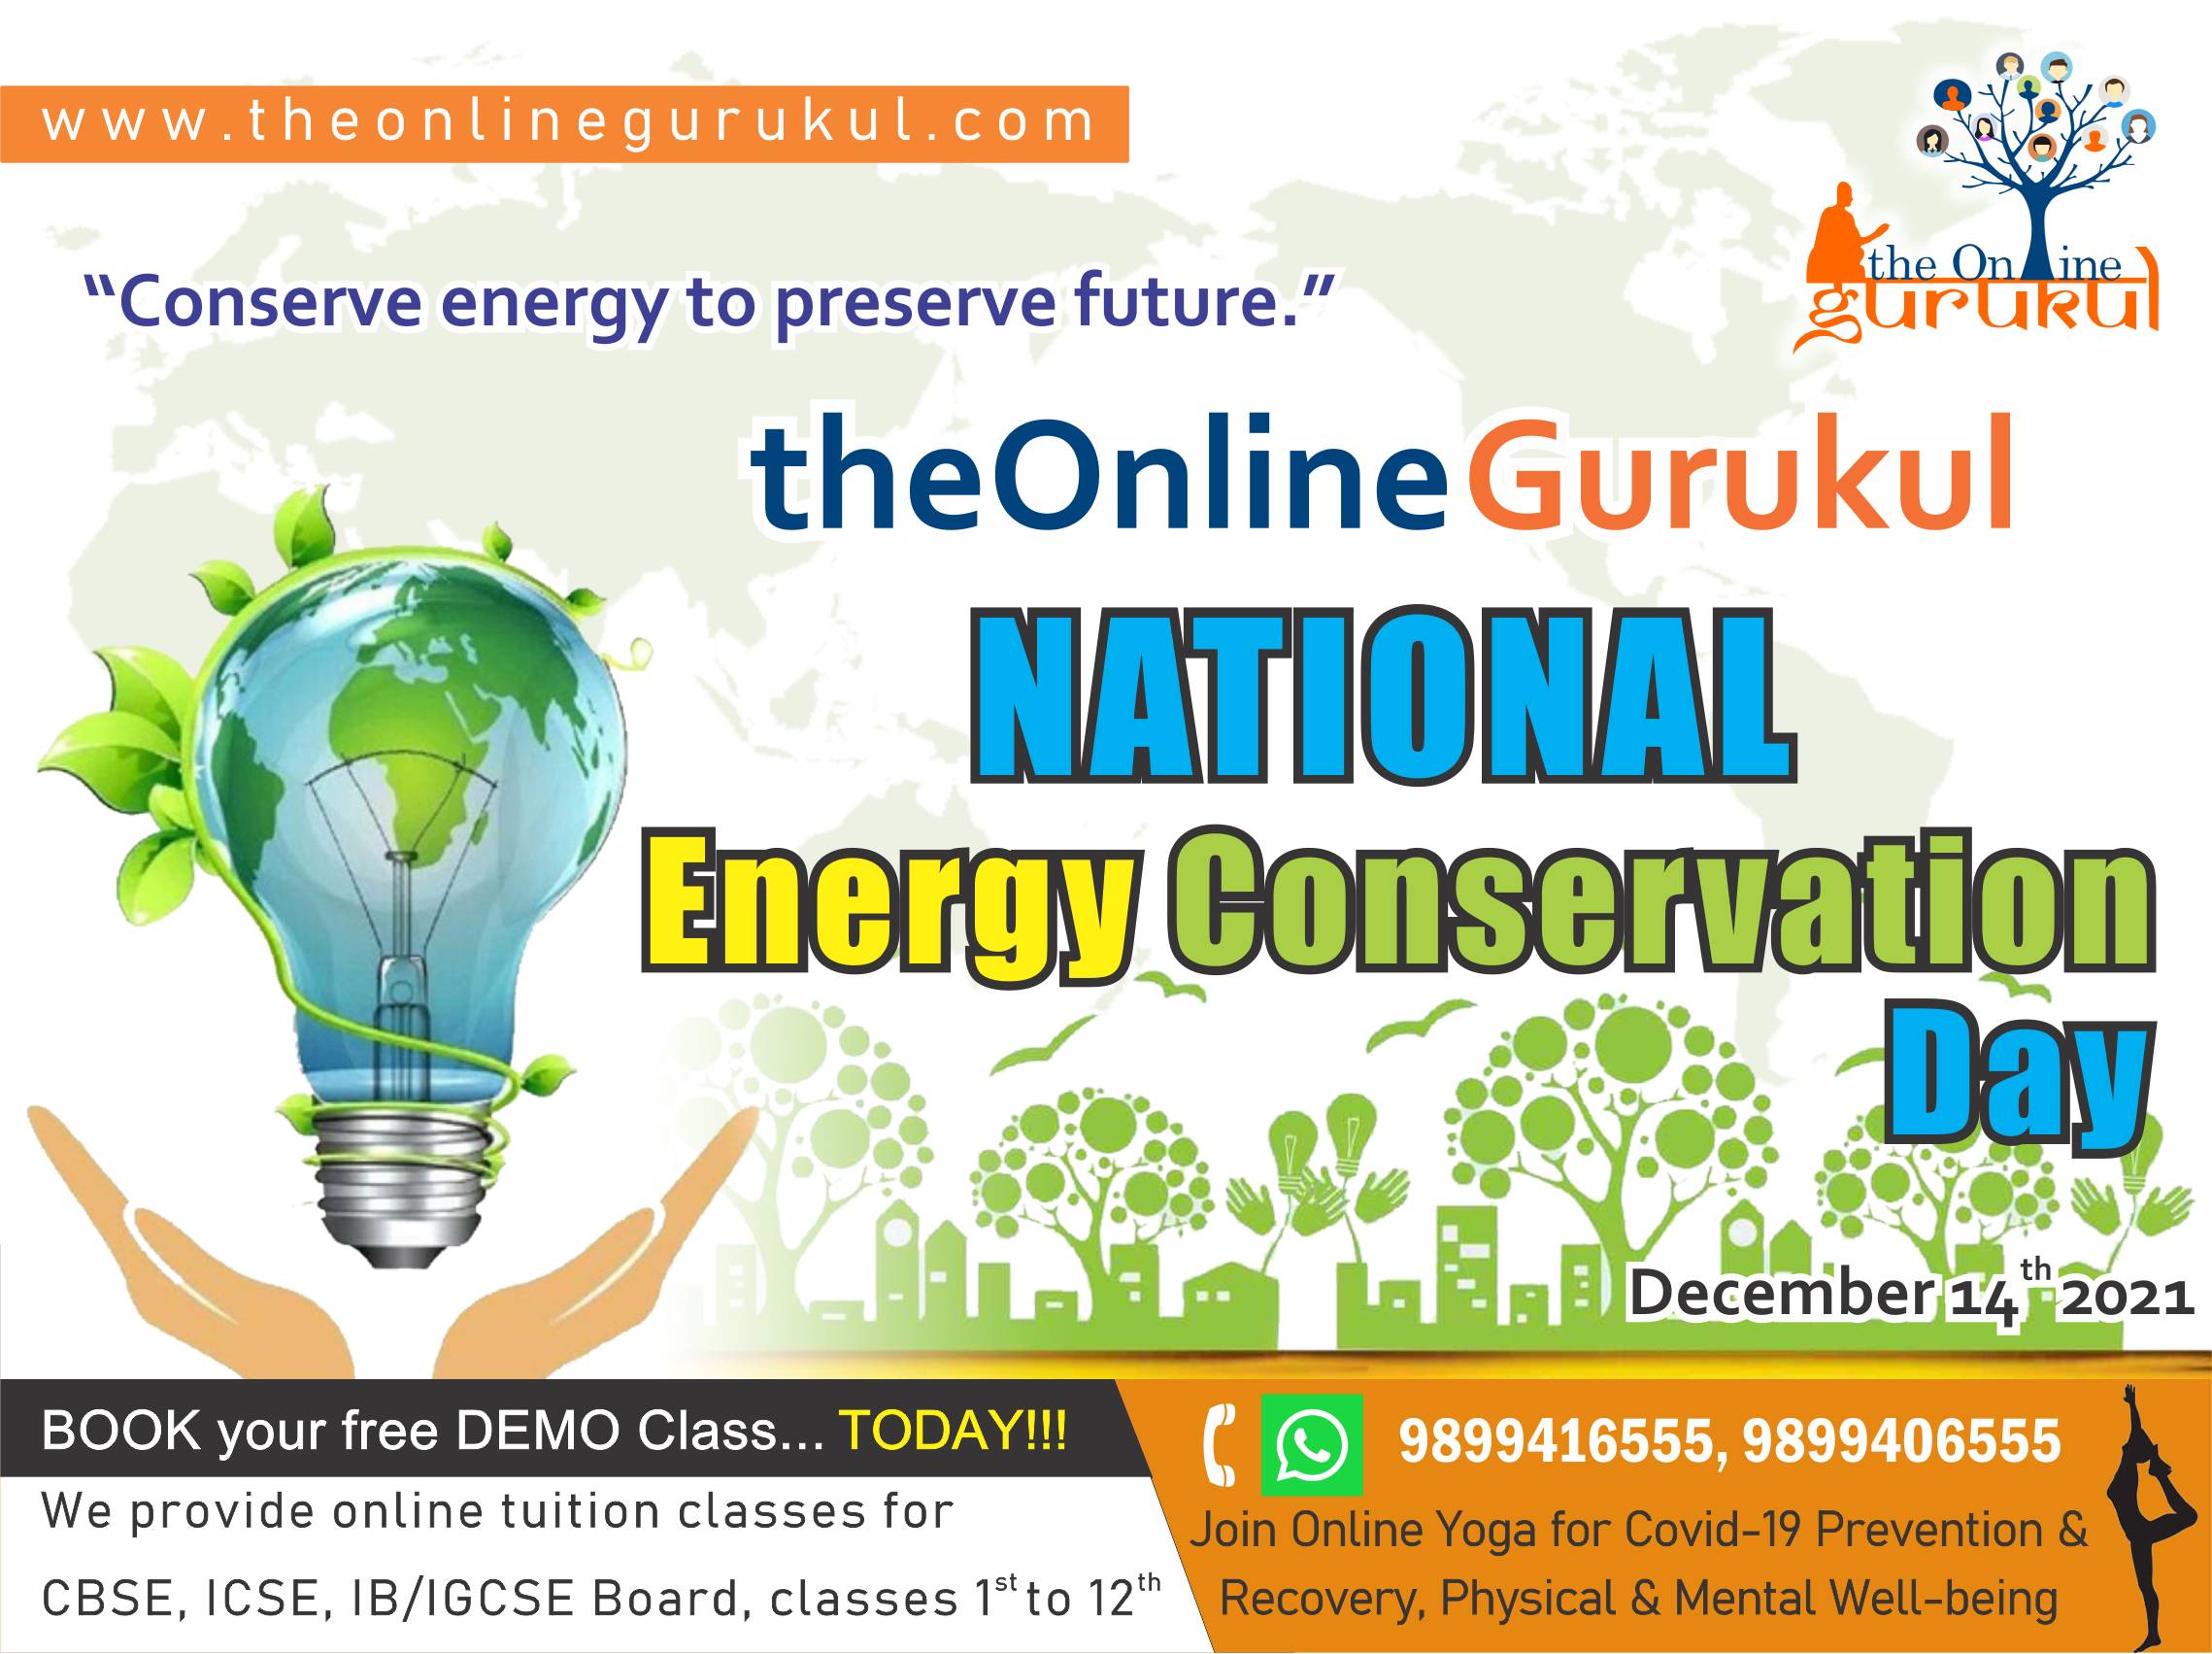 www.theonlinegurukul.com
the Online
gurukul
“Conserve energy to preserve future.”
theOnlineGurukul
NATIONAL
Energy Conservation
Day
December 14th 2021
BOOK your free DEMO Class... TODAY!!!
We provide online tuition classes for
CBSE, ICSE, IB/IGCSE Board, classes 1st to 12th
9899416555, 9899406555
Join Online Yoga for Covid-19 Prevention &
Recovery, Physical & Mental Well-being